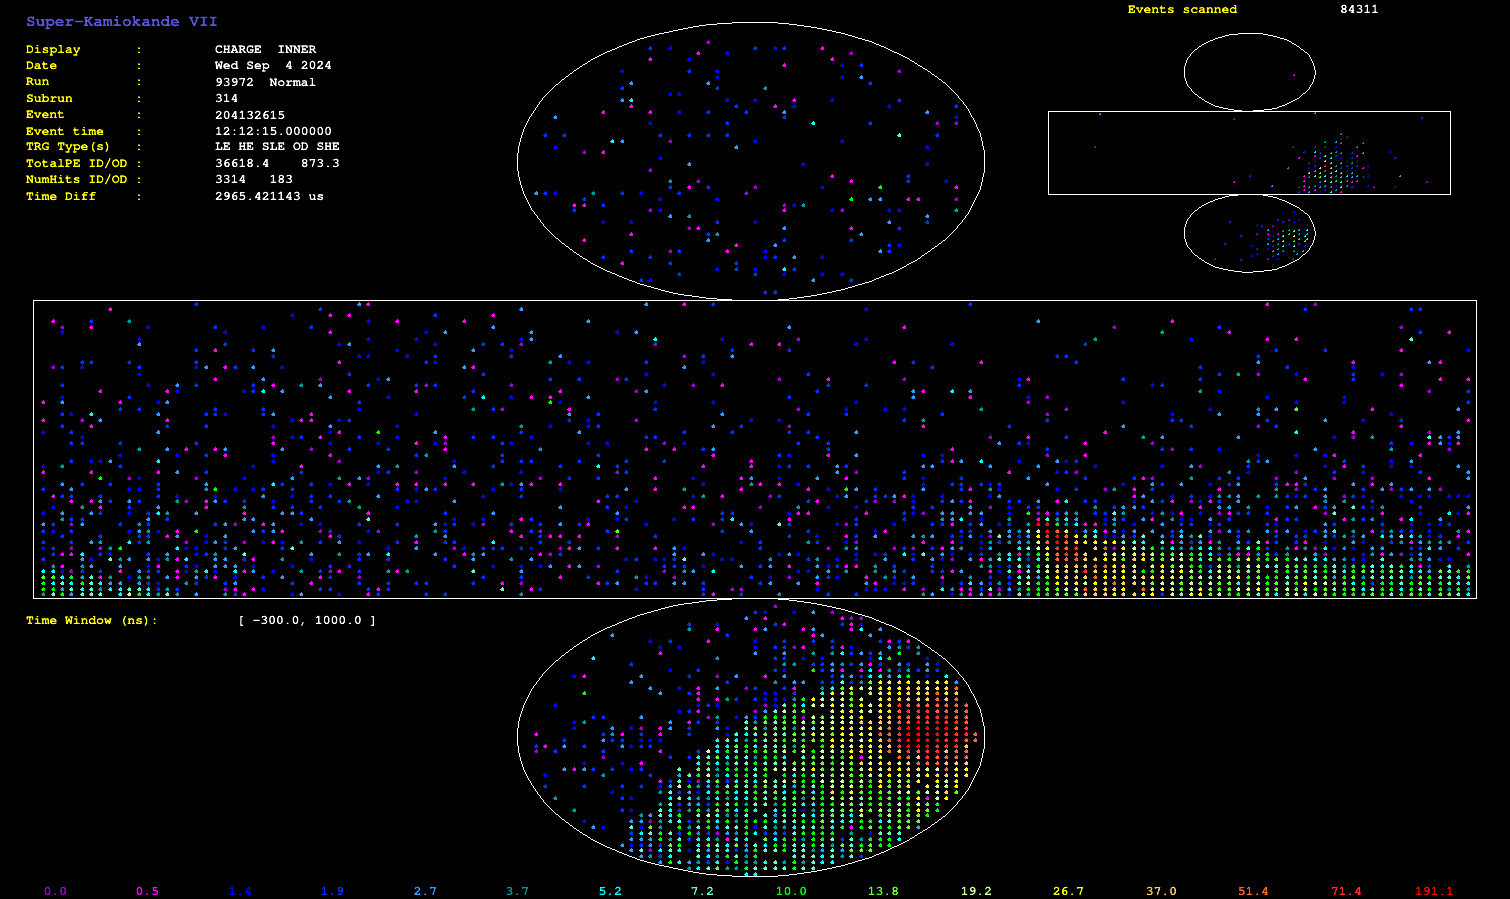 Super-Kamiokande VII
Events scanned 84311
Display : CHARGE INNER
Date : Wed Sep 4 2024
Run : 93972 Normal
Subrun : 314
Event : 204132615
Event time : 12:12:15.000000
TRG Type(s) : LE HE SLE OD SHE
TotalPE ID/OD : 36618.4 873.3
NumHits ID/OD : 3314 183
Time Diff : 2965.421143 us
Time Window (ns): [ -300.0, 1000.0 ]
0.0 0.5 1.4 1.9 2.7 3.7 5.2 7.2 10.0 13.8 19.2 26.7 37.0 51.4 71.4 191.1